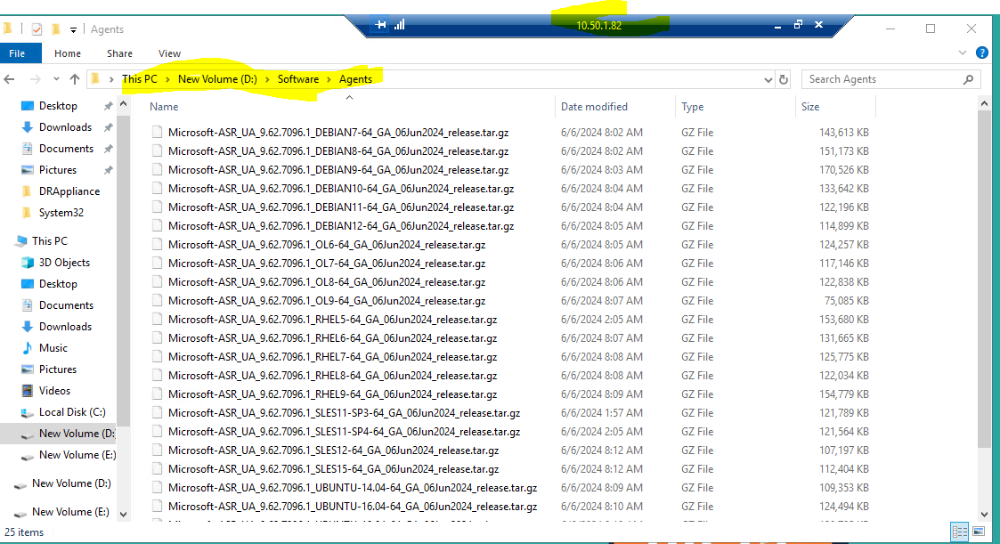 10.50.1.82
Agents
File Home Share View
This PC > New Volume (D:) > Software > Agents
Search Agents
Name Date modified Type Size
Microsoft-ASR_UA_9.62.7096.1_DEBIAN7-64_GA_06Jun2024_release.tar.gz 6/6/2024 8:02 AM GZ File 143,613 KB
Microsoft-ASR_UA_9.62.7096.1_DEBIAN8-64_GA_06Jun2024_release.tar.gz 6/6/2024 8:02 AM GZ File 151,173 KB
Microsoft-ASR_UA_9.62.7096.1_DEBIAN9-64_GA_06Jun2024_release.tar.gz 6/6/2024 8:03 AM GZ File 170,526 KB
Microsoft-ASR_UA_9.62.7096.1_DEBIAN10-64_GA_06Jun2024_release.tar.gz 6/6/2024 8:04 AM GZ File 133,642 KB
Microsoft-ASR_UA_9.62.7096.1_DEBIAN11-64_GA_06Jun2024_release.tar.gz 6/6/2024 8:04 AM GZ File 122,196 KB
Microsoft-ASR_UA_9.62.7096.1_DEBIAN12-64_GA_06Jun2024_release.tar.gz 6/6/2024 8:05 AM GZ File 114,899 KB
Microsoft-ASR_UA_9.62.7096.1_OL6-64_GA_06Jun2024_release.tar.gz 6/6/2024 8:05 AM GZ File 124,257 KB
Microsoft-ASR_UA_9.62.7096.1_OL7-64_GA_06Jun2024_release.tar.gz 6/6/2024 8:06 AM GZ File 117,146 KB
Microsoft-ASR_UA_9.62.7096.1_OL8-64_GA_06Jun2024_release.tar.gz 6/6/2024 8:06 AM GZ File 122,838 KB
Microsoft-ASR_UA_9.62.7096.1_OL9-64_GA_06Jun2024_release.tar.gz 6/6/2024 8:07 AM GZ File 75,085 KB
Microsoft-ASR_UA_9.62.7096.1_RHEL5-64_GA_06Jun2024_release.tar.gz 6/6/2024 2:05 AM GZ File 153,680 KB
Microsoft-ASR_UA_9.62.7096.1_RHEL6-64_GA_06Jun2024_release.tar.gz 6/6/2024 8:07 AM GZ File 131,665 KB
Microsoft-ASR_UA_9.62.7096.1_RHEL7-64_GA_06Jun2024_release.tar.gz 6/6/2024 8:08 AM GZ File 125,775 KB
Microsoft-ASR_UA_9.62.7096.1_RHEL8-64_GA_06Jun2024_release.tar.gz 6/6/2024 8:08 AM GZ File 122,034 KB
Microsoft-ASR_UA_9.62.7096.1_RHEL9-64_GA_06Jun2024_release.tar.gz 6/6/2024 8:09 AM GZ File 154,779 KB
Microsoft-ASR_UA_9.62.7096.1_SLES11-SP3-64_GA_06Jun2024_release.tar.gz 6/6/2024 1:57 AM GZ File 121,789 KB
Microsoft-ASR_UA_9.62.7096.1_SLES11-SP4-64_GA_06Jun2024_release.tar.gz 6/6/2024 2:05 AM GZ File 121,564 KB
Microsoft-ASR_UA_9.62.7096.1_SLES12-64_GA_06Jun2024_release.tar.gz 6/6/2024 8:12 AM GZ File 107,197 KB
Microsoft-ASR_UA_9.62.7096.1_SLES15-64_GA_06Jun2024_release.tar.gz 6/6/2024 8:12 AM GZ File 112,404 KB
Microsoft-ASR_UA_9.62.7096.1_UBUNTU-14.04-64_GA_06Jun2024_release.tar.gz 6/6/2024 8:09 AM GZ File 109,353 KB
Microsoft-ASR_UA_9.62.7096.1_UBUNTU-16.04-64_GA_06Jun2024_release.tar.gz 6/6/2024 8:10 AM GZ File 124,494 KB
Desktop
Downloads
Documents
Pictures
DRAppliance
System32
This PC
3D Objects
Desktop
Documents
Downloads
Music
Pictures
Videos
Local Disk (C:)
New Volume (D:
New Volume (E:)
New Volume (D:)
New Volume (E:)
25 items